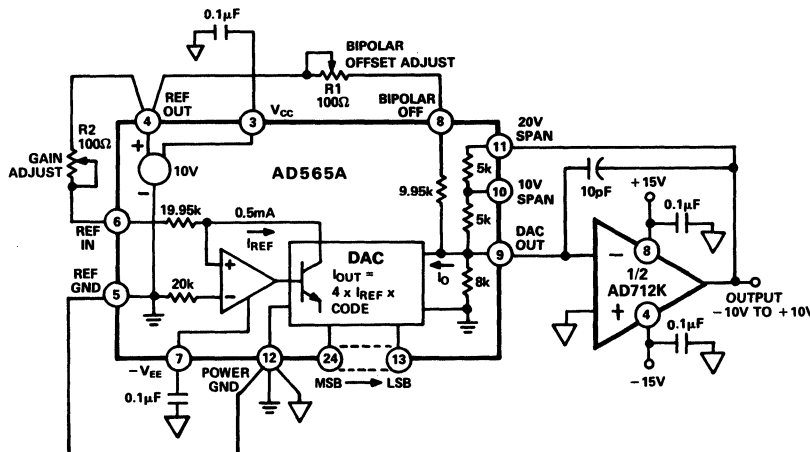 0.1µF
BIPOLAR
OFFSET ADJUST
R1
100Ω
REF
OUT
VCC
BIPOLAR
OFF
20V
SPAN
4
3
8
11
R2
100Ω
GAIN
ADJUST
+
10V
–
AD565A
9.95k
5k
10
10V
SPAN
5k
10pF
+15V
0.1µF
6
REF
IN
19.95k
0.5mA
IREF
DAC
IOUT =
4 x IREF x
CODE
IO
9
DAC
OUT
8k
8
–
1/2
AD712K
+
4
OUTPUT
–10V TO +10V
REF
GND
5
20k
+
–
0.1µF
–15V
–VEE
7
POWER
GND
12
24
13
MSB
LSB
0.1µF